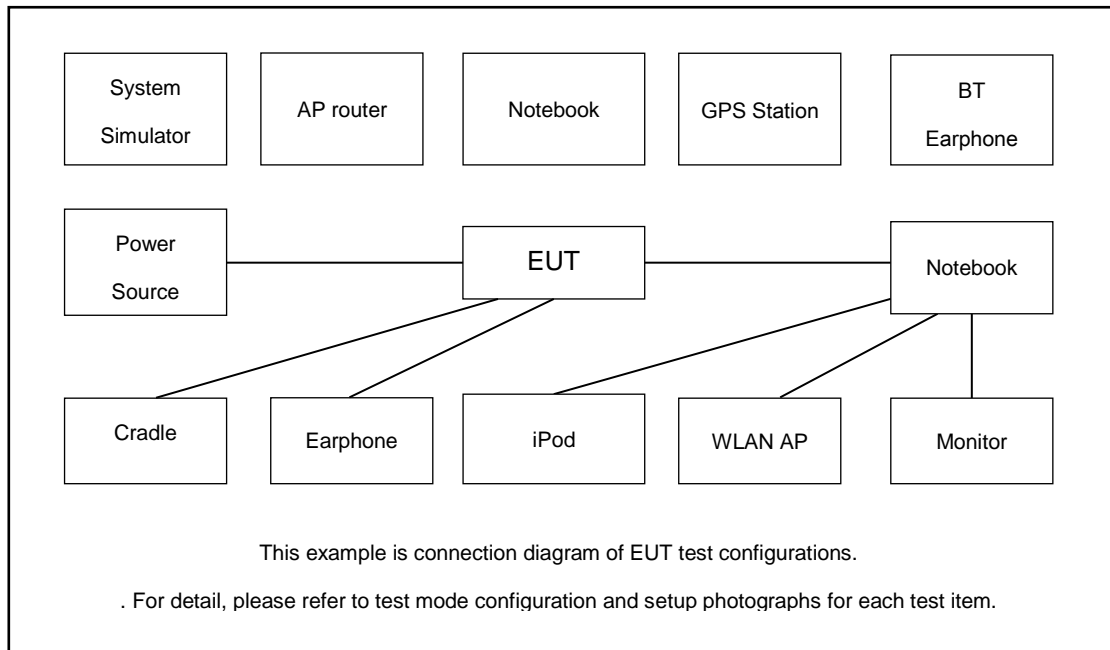 System
Simulator
AP router
Notebook
GPS Station
BT
Earphone
Power
Source
EUT
Notebook
Cradle
Earphone
iPod
WLAN AP
Monitor
This example is connection diagram of EUT test configurations.
. For detail, please refer to test mode configuration and setup photographs for each test item.